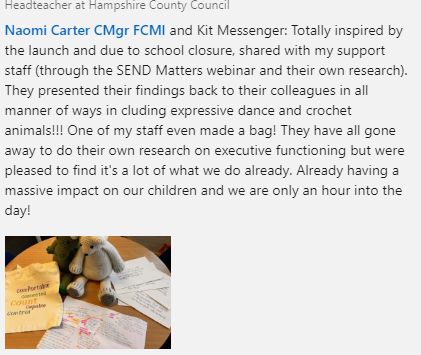 Headteacher at Hampshire County Council
Naomi Carter CMgr FCMI and Kit Messenger: Totally inspired by
the launch and due to school closure, shared with my support
staff (through the SEND Matters webinar and their own research).
They presented their findings back to their colleagues in all
manner of ways in cluding expressive dance and crochet
animals!!! One of my staff even made a bag! They have all gone
away to do their own research on executive functioning but were
pleased to find it's a lot of what we do already. Already having a
massive impact on our children and we are only an hour into the
day!
comfortable
connected
count
capable
control